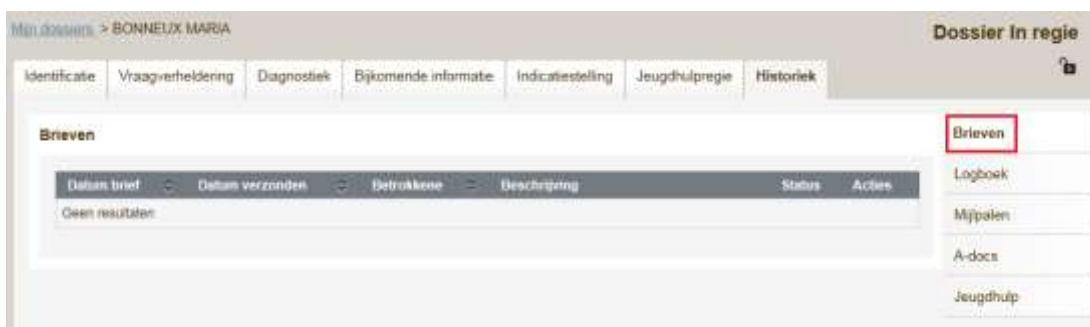 Mijn dossiers > BONNEUX MARIA
Dossier In regie
Identificatie Vraagverheldering Diagnostiek Bijkomende informatie Indicatiestelling Jeugdhulpregie Historiek
Brieven
Brieven
Datum brief Datum verzonden Betrokkene Beschrijving Status Acties
Geen resultaten
Logboek
Mijlpalen
A-docs
Jeugdhulp